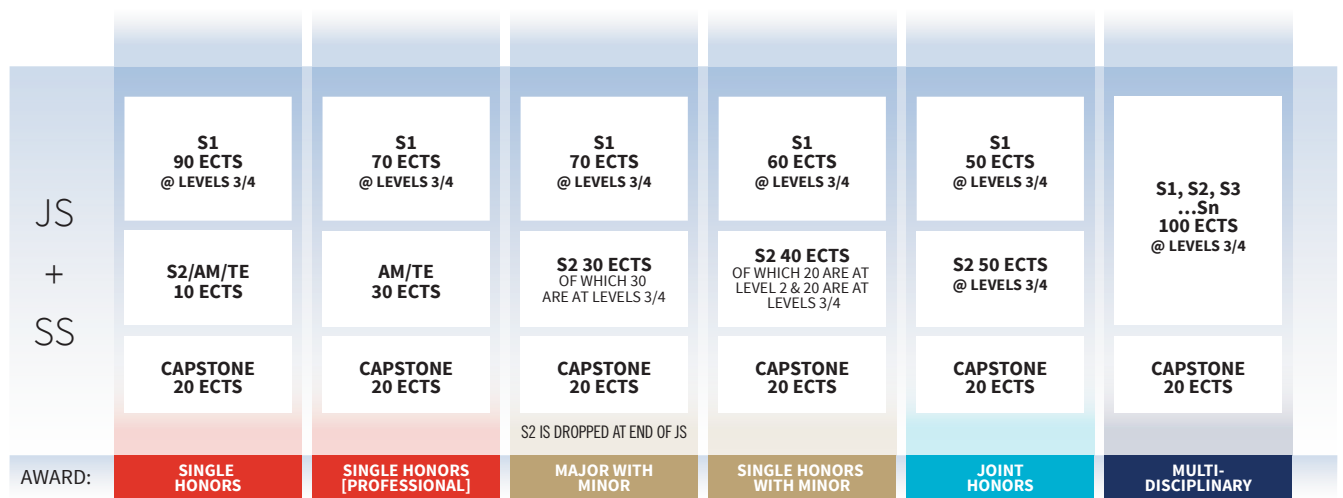 JS
+
SS
S1
90 ECTS
@ LEVELS 3/4
S2/AM/TE
10 ECTS
CAPSTONE
20 ECTS
S1
70 ECTS
@ LEVELS 3/4
AM/TE
30 ECTS
CAPSTONE
20 ECTS
S1
70 ECTS
@ LEVELS 3/4
S2 30 ECTS
OF WHICH 30
ARE AT LEVELS 3/4
CAPSTONE
20 ECTS
S2 IS DROPPED AT END OF JS
S1
60 ECTS
@ LEVELS 3/4
S2 40 ECTS
OF WHICH 20 ARE AT
LEVEL 2 & 20 ARE AT
LEVELS 3/4
CAPSTONE
20 ECTS
S1
50 ECTS
@ LEVELS 3/4
S2 50 ECTS
@ LEVELS 3/4
CAPSTONE
20 ECTS
S1, S2, S3
...Sn
100 ECTS
@ LEVELS 3/4
CAPSTONE
20 ECTS
AWARD:
SINGLE
HONORS
SINGLE HONORS
[PROFESSIONAL]
MAJOR WITH
MINOR
SINGLE HONORS
WITH MINOR
JOINT
HONORS
MULTI-
DISCIPLINARY